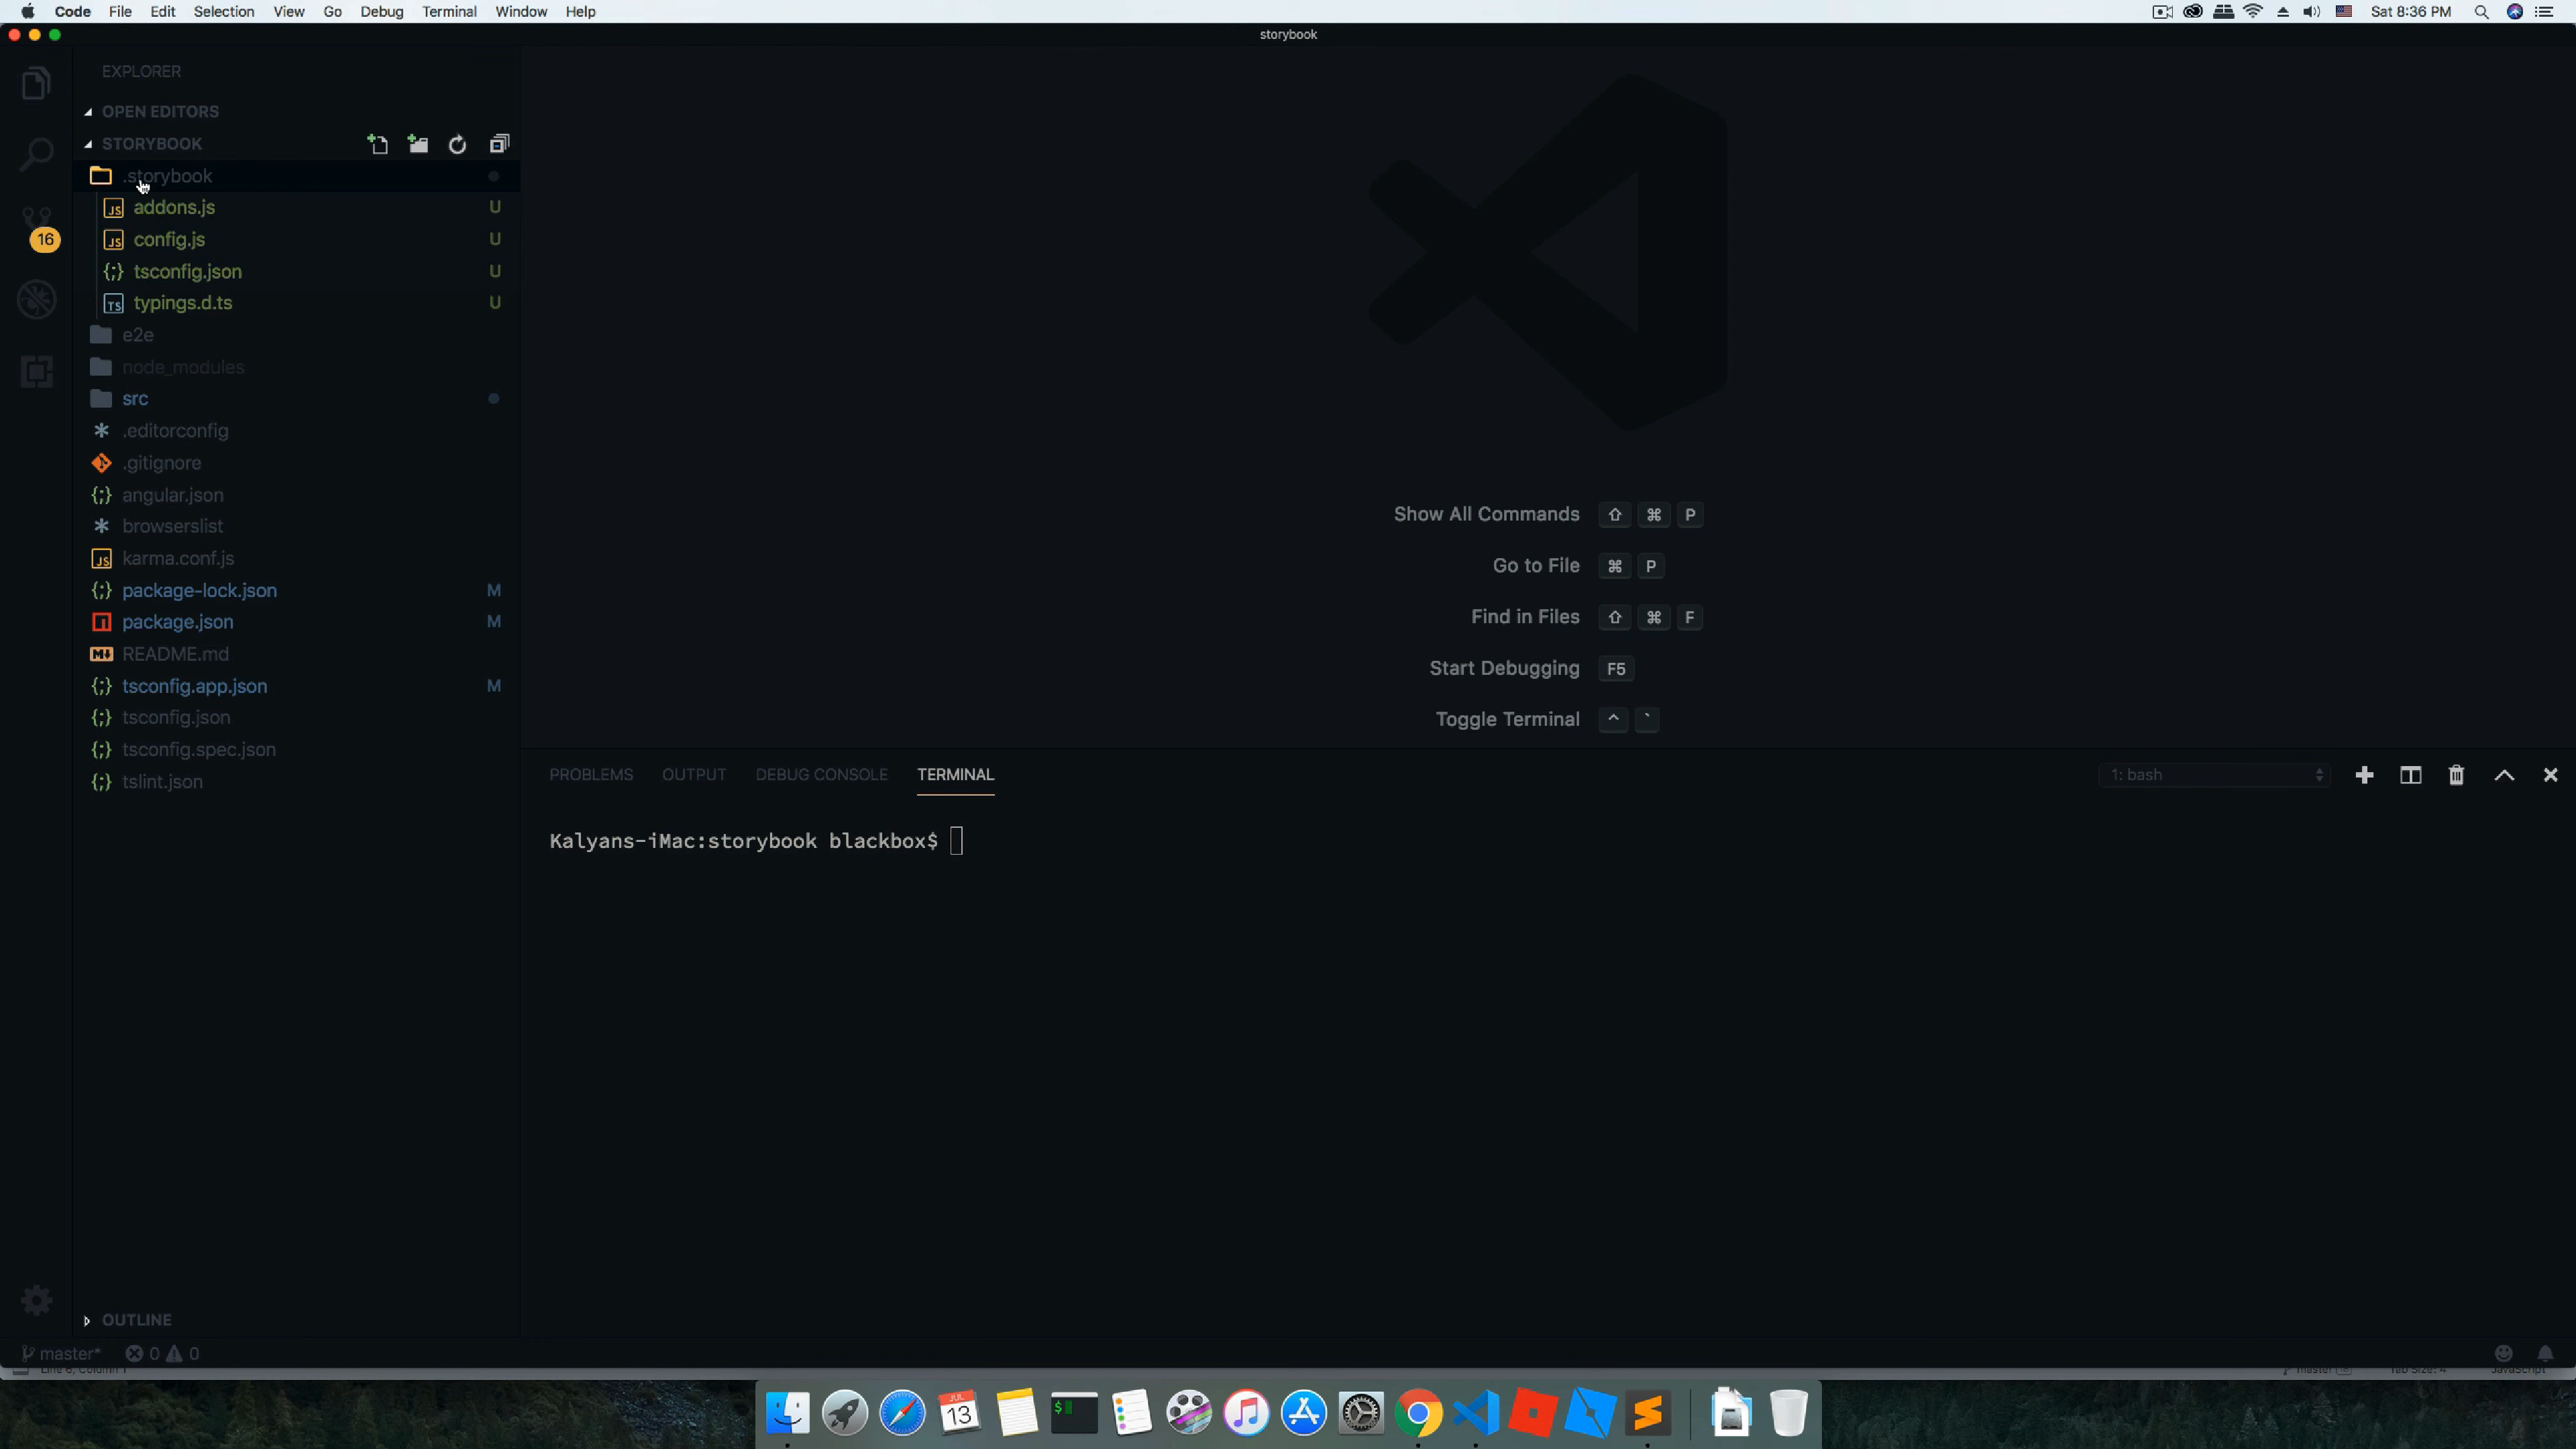 Code File Edit Selection View Go Debug Terminal Window Help Sat 8:36 PM
storybook
EXPLORER
OPEN EDITORS
STORYBOOK
.storybook
addons.js U
config.js U
tsconfig.json U
typings.d.ts U
e2e
node_modules
src
.editorconfig
.gitignore
angular.json
browserslist
karma.conf.js
package-lock.json M
package.json M
README.md
tsconfig.app.json M
tsconfig.json
tsconfig.spec.json
tslint.json
16
Show All Commands ⇧ ⌘ P
Go to File ⌘ P
Find in Files ⇧ ⌘ F
Start Debugging F5
Toggle Terminal ^ `
PROBLEMS OUTPUT DEBUG CONSOLE TERMINAL 1: bash
Kalyans-iMac:storybook blackbox$
OUTLINE
master* 0 0
JUL
13